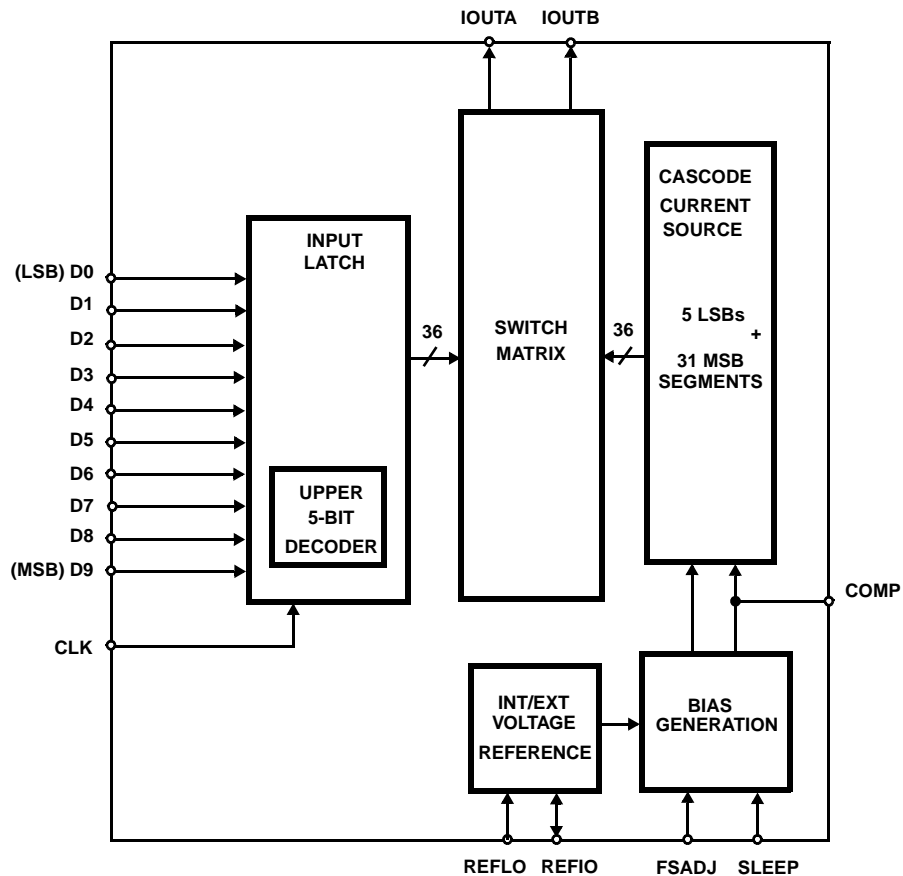 IOUTA IOUTB
CASCODE
CURRENT
SOURCE
5 LSBs
+
31 MSB
SEGMENTS
INPUT
LATCH
(LSB) D0
D1
D2
D3
D4
D5
D6
D7
D8
(MSB) D9
CLK
UPPER
5-BIT
DECODER
36
SWITCH
MATRIX
36
COMP
INT/EXT
VOLTAGE
REFERENCE
BIAS
GENERATION
REFLO REFIO FSADJ SLEEP